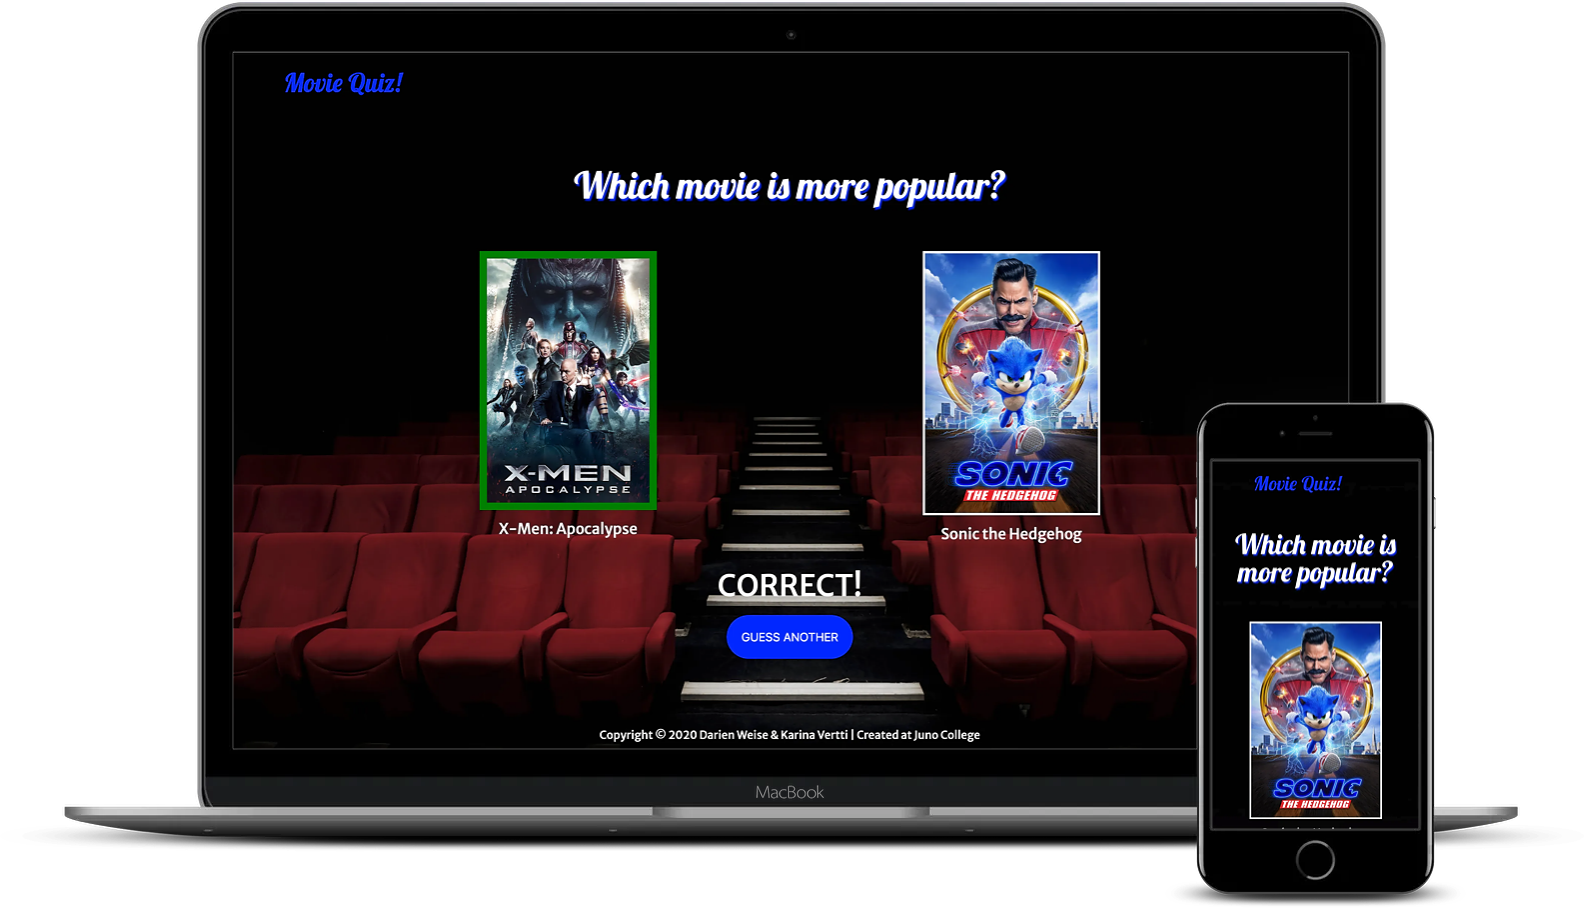 Movie Quiz!
Which movie is more popular?
X-MEN
APOCALYPSE
X-Men: Apocalypse
SONIC
THE HEDGEHOG
Sonic the Hedgehog
CORRECT!
GUESS ANOTHER
Copyright © 2020 Darien Weise & Karina Vertti | Created at Juno College
MacBook
Movie Quiz!
Which movie is
more popular?
SONIC
THE HEDGEHOG